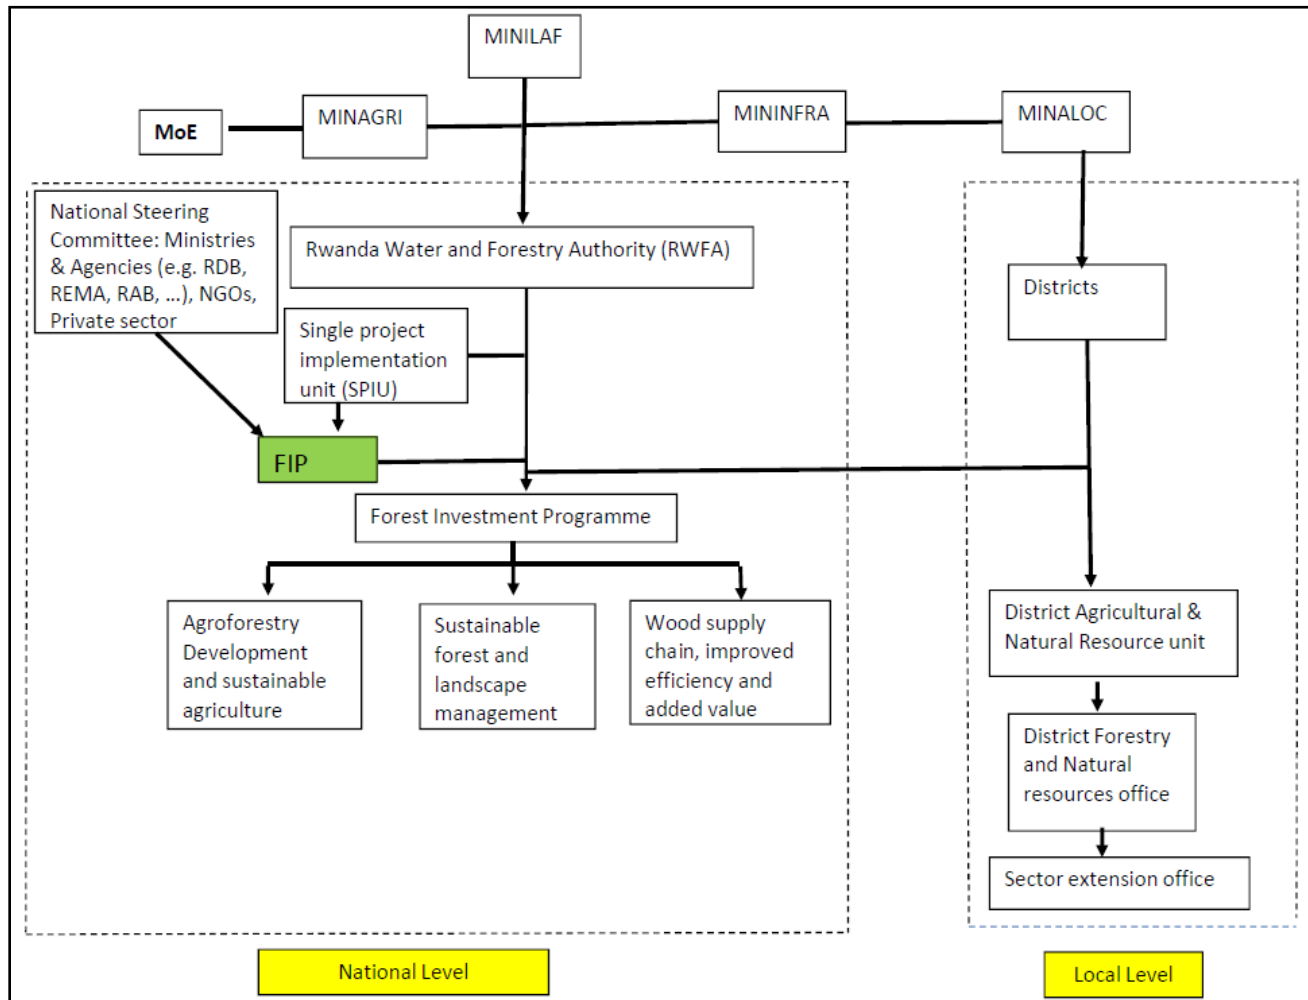 MINILAF
MoE
MINAGRI
MININFRA
MINALOC
National Steering
Committee: Ministries
& Agencies (e.g. RDB,
REMA, RAB, ...), NGOs,
Private sector
Rwanda Water and Forestry Authority (RWFA)
Single project
implementation
unit (SPIU)
FIP
Forest Investment Programme
Agroforestry
Development
and sustainable
agriculture
Sustainable
forest and
landscape
management
Wood supply
chain, improved
efficiency and
added value
National Level
Districts
District Agricultural &
Natural Resource unit
District Forestry
and Natural
resources office
Sector extension office
Local Level